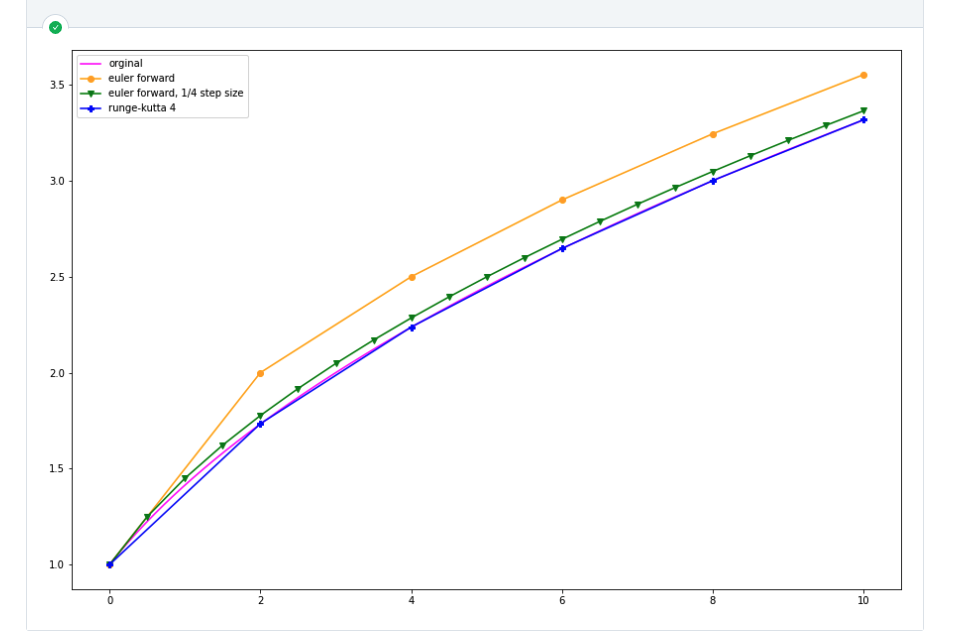 orginal
euler forward
euler forward, 1/4 step size
runge-kutta 4
3.5
3.0
2.5
2.0
1.5
1.0
0 2 4 6 8 10